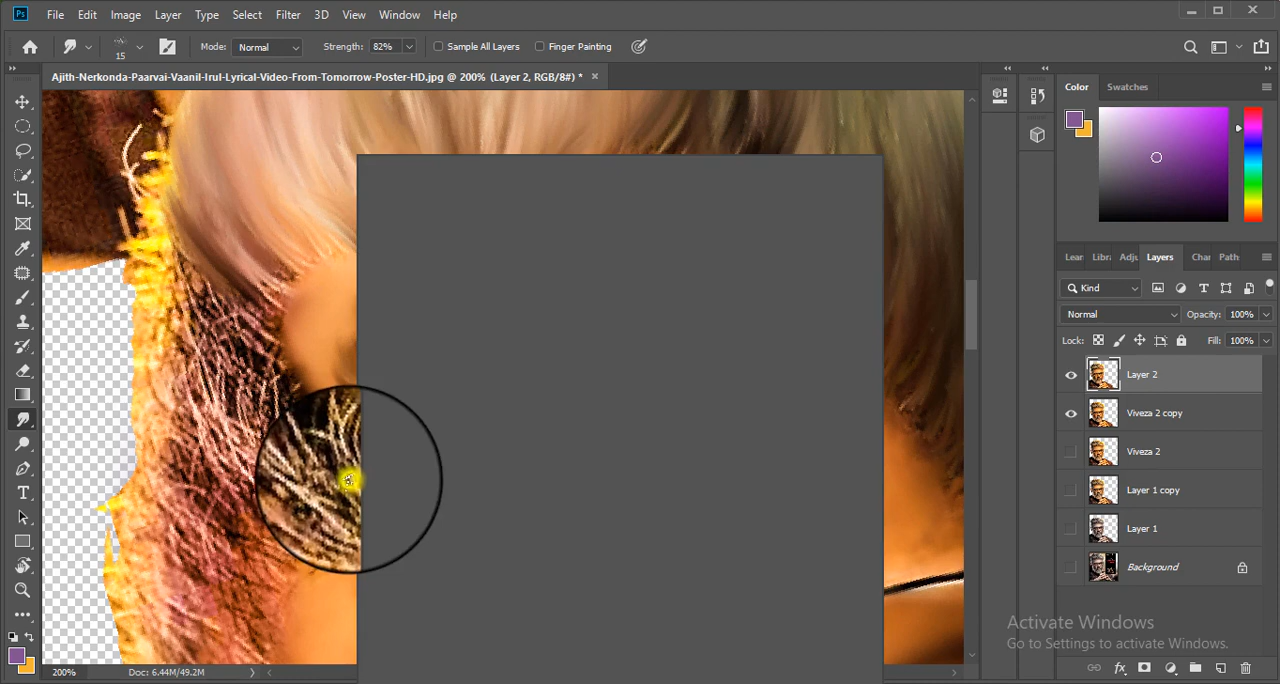 Ps File Edit Image Layer Type Select Filter 3D View Window Help
15 Mode: Normal Strength: 82% Sample All Layers Finger Painting
Ajith-Nerkonda-Paarvai-Vaanil-Irul-Lyrical-Video-From-Tomorrow-Poster-HD.jpg @ 200% (Layer 2, RGB/8#) * ×
Color Swatches
Lear Libra Adju Layers Char Path
Kind
Normal Opacity: 100%
Lock: Fill: 100%
Layer 2
Viveza 2 copy
Viveza 2
Layer 1 copy
Layer 1
Background
Activate Windows
Go to Settings to activate Windows.
200% Doc: 6.44M/49.2M